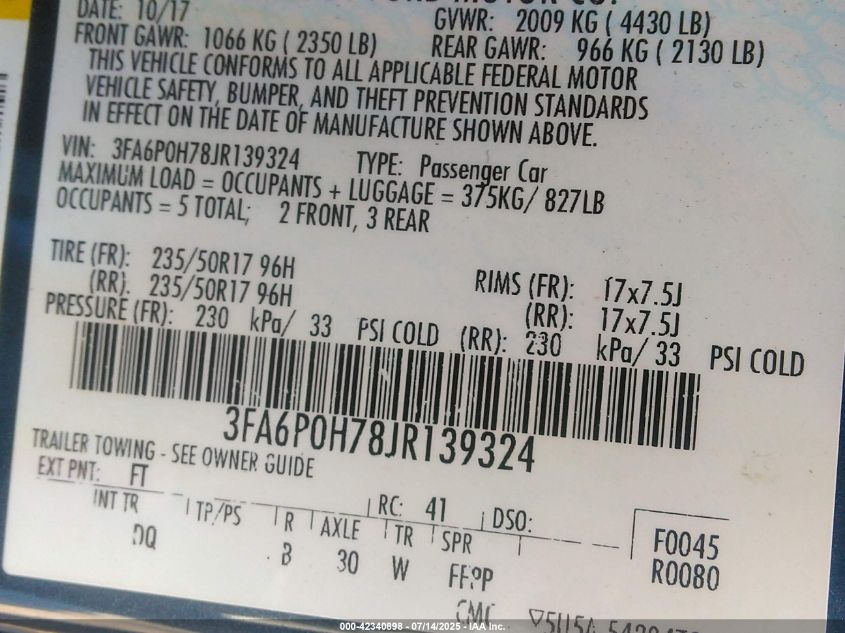 FORD MOTOR CO.
DATE: 10/17
GVWR: 2009 KG ( 4430 LB)
FRONT GAWR: 1066 KG ( 2350 LB) REAR GAWR: 966 KG ( 2130 LB)
THIS VEHICLE CONFORMS TO ALL APPLICABLE FEDERAL MOTOR
VEHICLE SAFETY, BUMPER, AND THEFT PREVENTION STANDARDS
IN EFFECT ON THE DATE OF MANUFACTURE SHOWN ABOVE.
VIN: 3FA6P0H78JR139324 TYPE: Passenger Car
MAXIMUM LOAD = OCCUPANTS + LUGGAGE = 375KG/ 827LB
OCCUPANTS = 5 TOTAL; 2 FRONT, 3 REAR
TIRE (FR): 235/50R17 96H RIMS (FR): 17x7.5J
(RR). 235/50R17 96H (RR): 17x7.5J
PRESSURE (FR): 230 kPa/ 33 PSI COLD (RR): 230 kPa/ 33 PSI COLD
3FA6P0H78JR139324
TRAILER TOWING - SEE OWNER GUIDE
EXT PNT: FT RC: 41 DSO:
INT TR TP/PS R AXLE TR SPR F0045
DQ B 30 W R0080
CMC
000-42340898 - 07/14/2025 - IAA Inc.